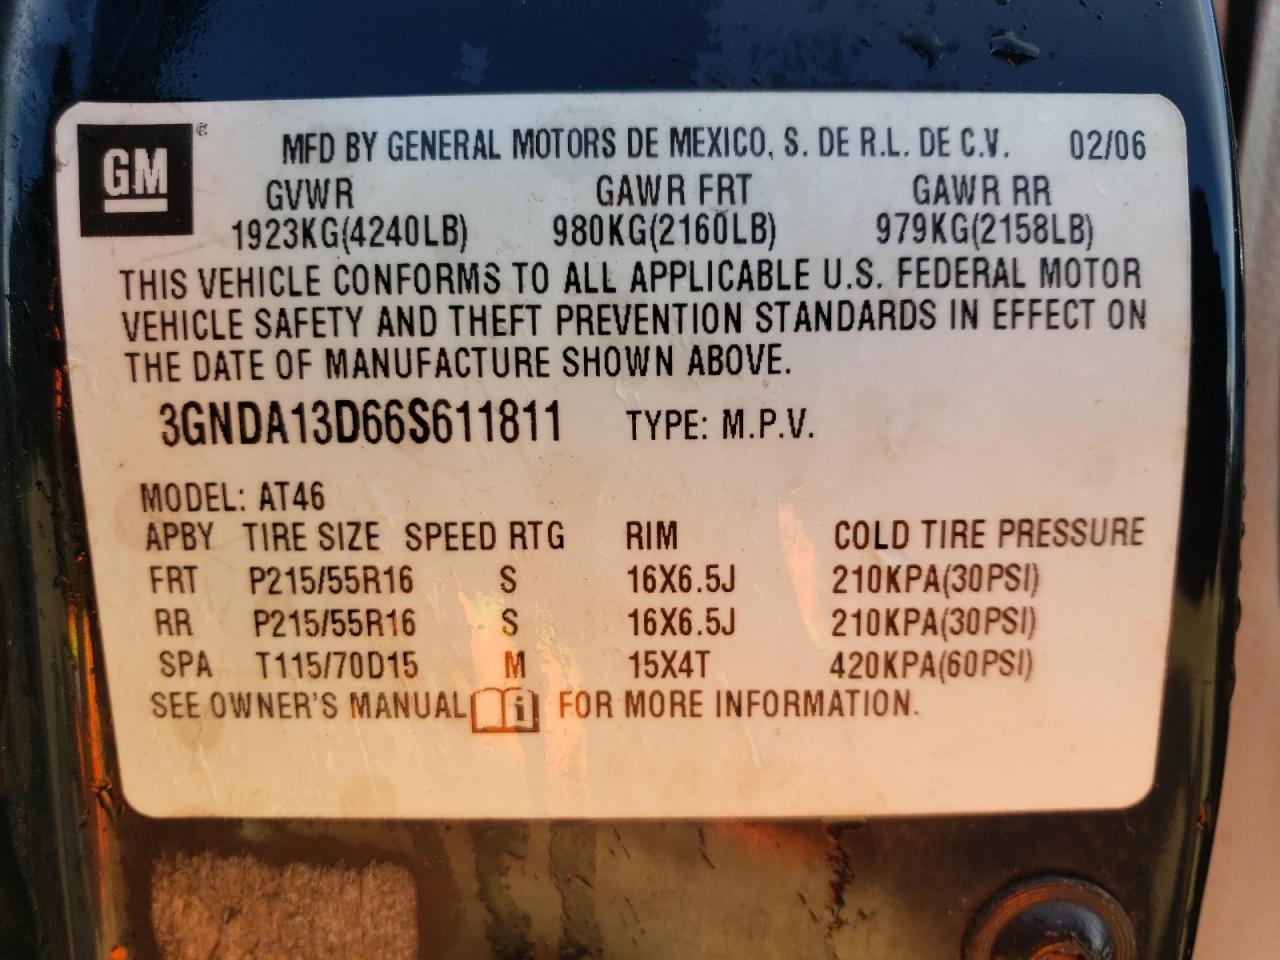 GM ®
MFD BY GENERAL MOTORS DE MEXICO, S. DE R.L. DE C.V. 02/06
GVWR GAWR FRT GAWR RR
1923KG(4240LB) 980KG(2160LB) 979KG(2158LB)
THIS VEHICLE CONFORMS TO ALL APPLICABLE U.S. FEDERAL MOTOR
VEHICLE SAFETY AND THEFT PREVENTION STANDARDS IN EFFECT ON
THE DATE OF MANUFACTURE SHOWN ABOVE.
3GNDA13D66S611811 TYPE: M.P.V.
MODEL: AT46
APBY TIRE SIZE SPEED RTG RIM COLD TIRE PRESSURE
FRT P215/55R16 S 16X6.5J 210KPA(30PSI)
RR P215/55R16 S 16X6.5J 210KPA(30PSI)
SPA T115/70D15 M 15X4T 420KPA(60PSI)
SEE OWNER'S MANUAL i FOR MORE INFORMATION.